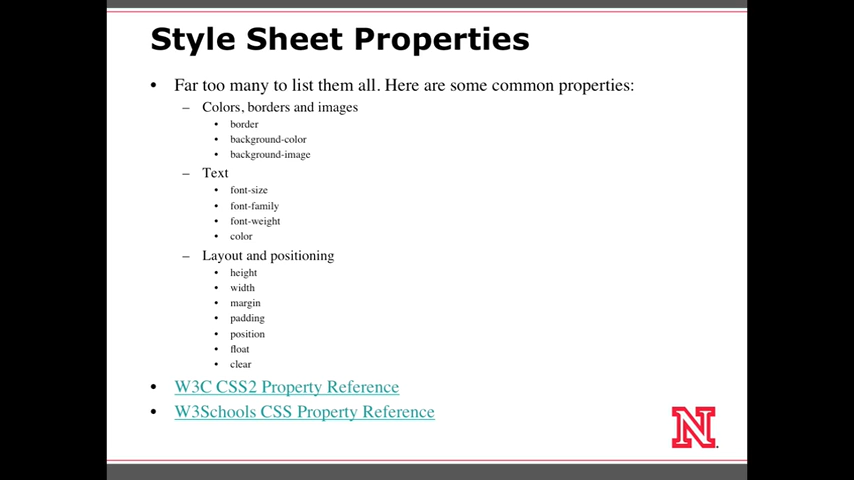 Style Sheet Properties
• Far too many to list them all. Here are some common properties:
– Colors, borders and images
• border
• background-color
• background-image
– Text
• font-size
• font-family
• font-weight
• color
– Layout and positioning
• height
• width
• margin
• padding
• position
• float
• clear
• W3C CSS2 Property Reference
• W3Schools CSS Property Reference
N